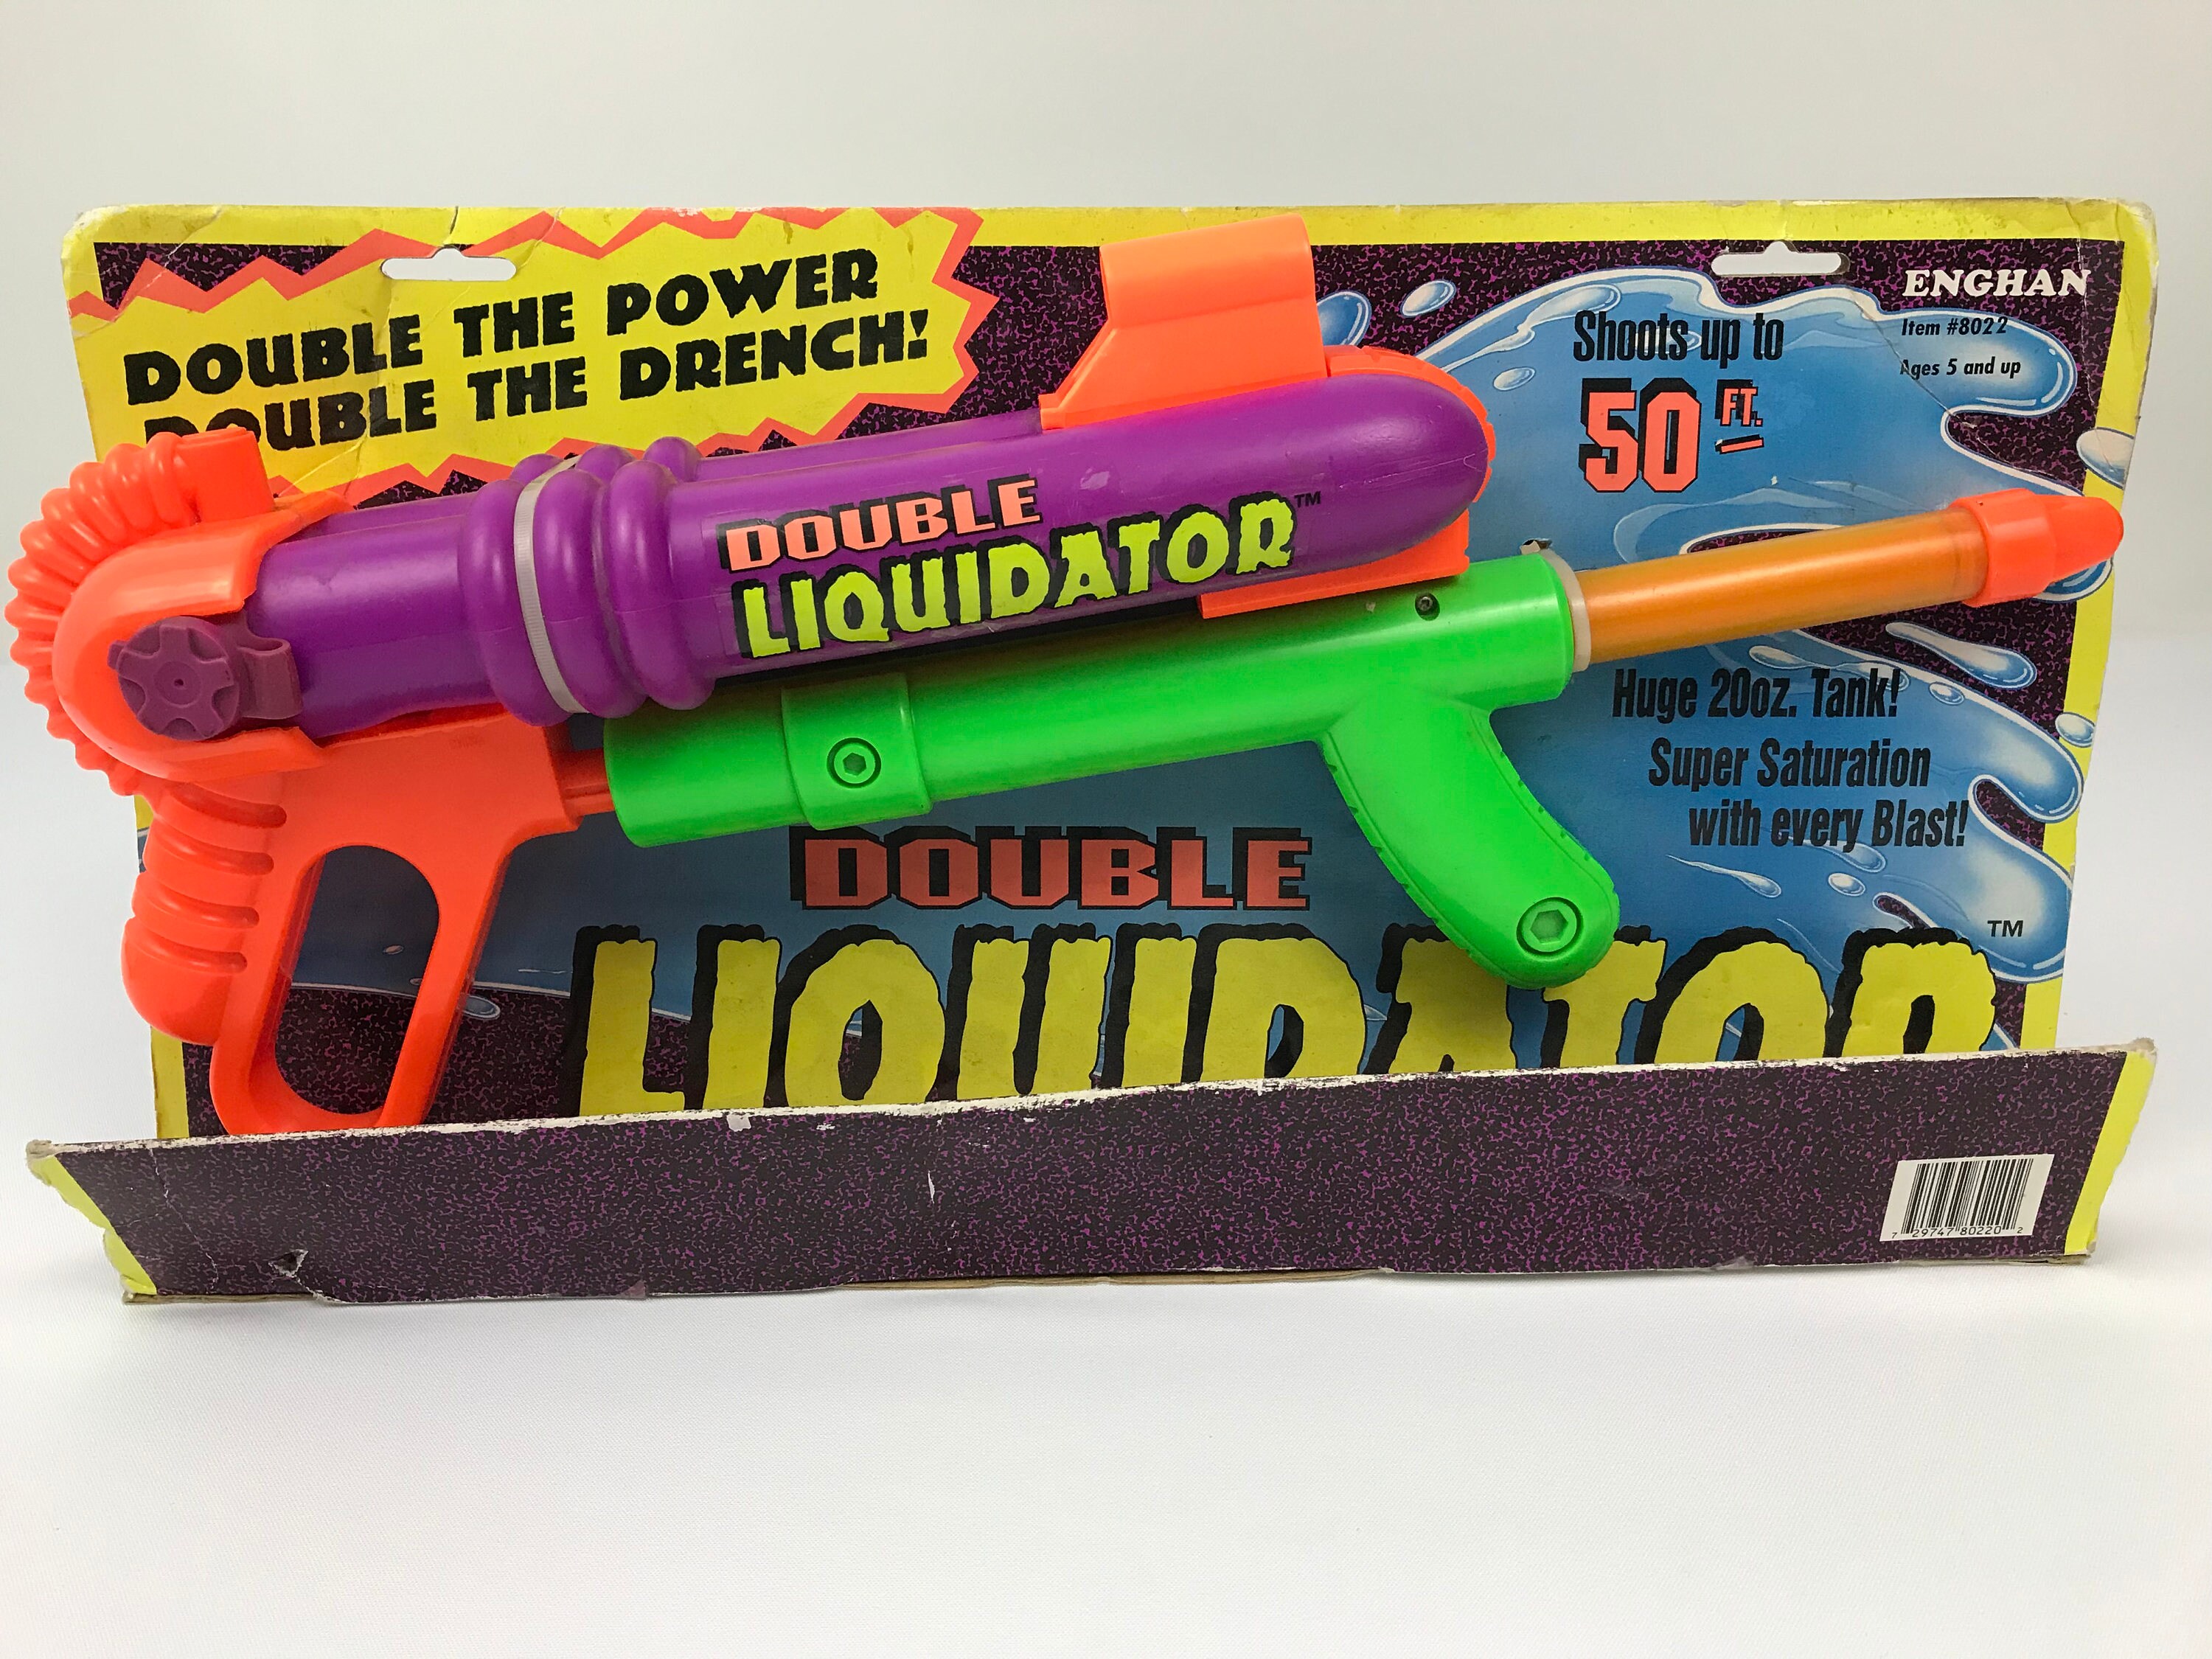 DOUBLE THE POWER
DOUBLE THE DRENCH!
ENGHAN
Item #8022
Ages 5 and up
Shoots up to
50 FT.
DOUBLE
LIQUIDATOR™
Huge 20oz. Tank!
Super Saturation
with every Blast!
DOUBLE
LIQUIDATOR™
7 29747 80220 2